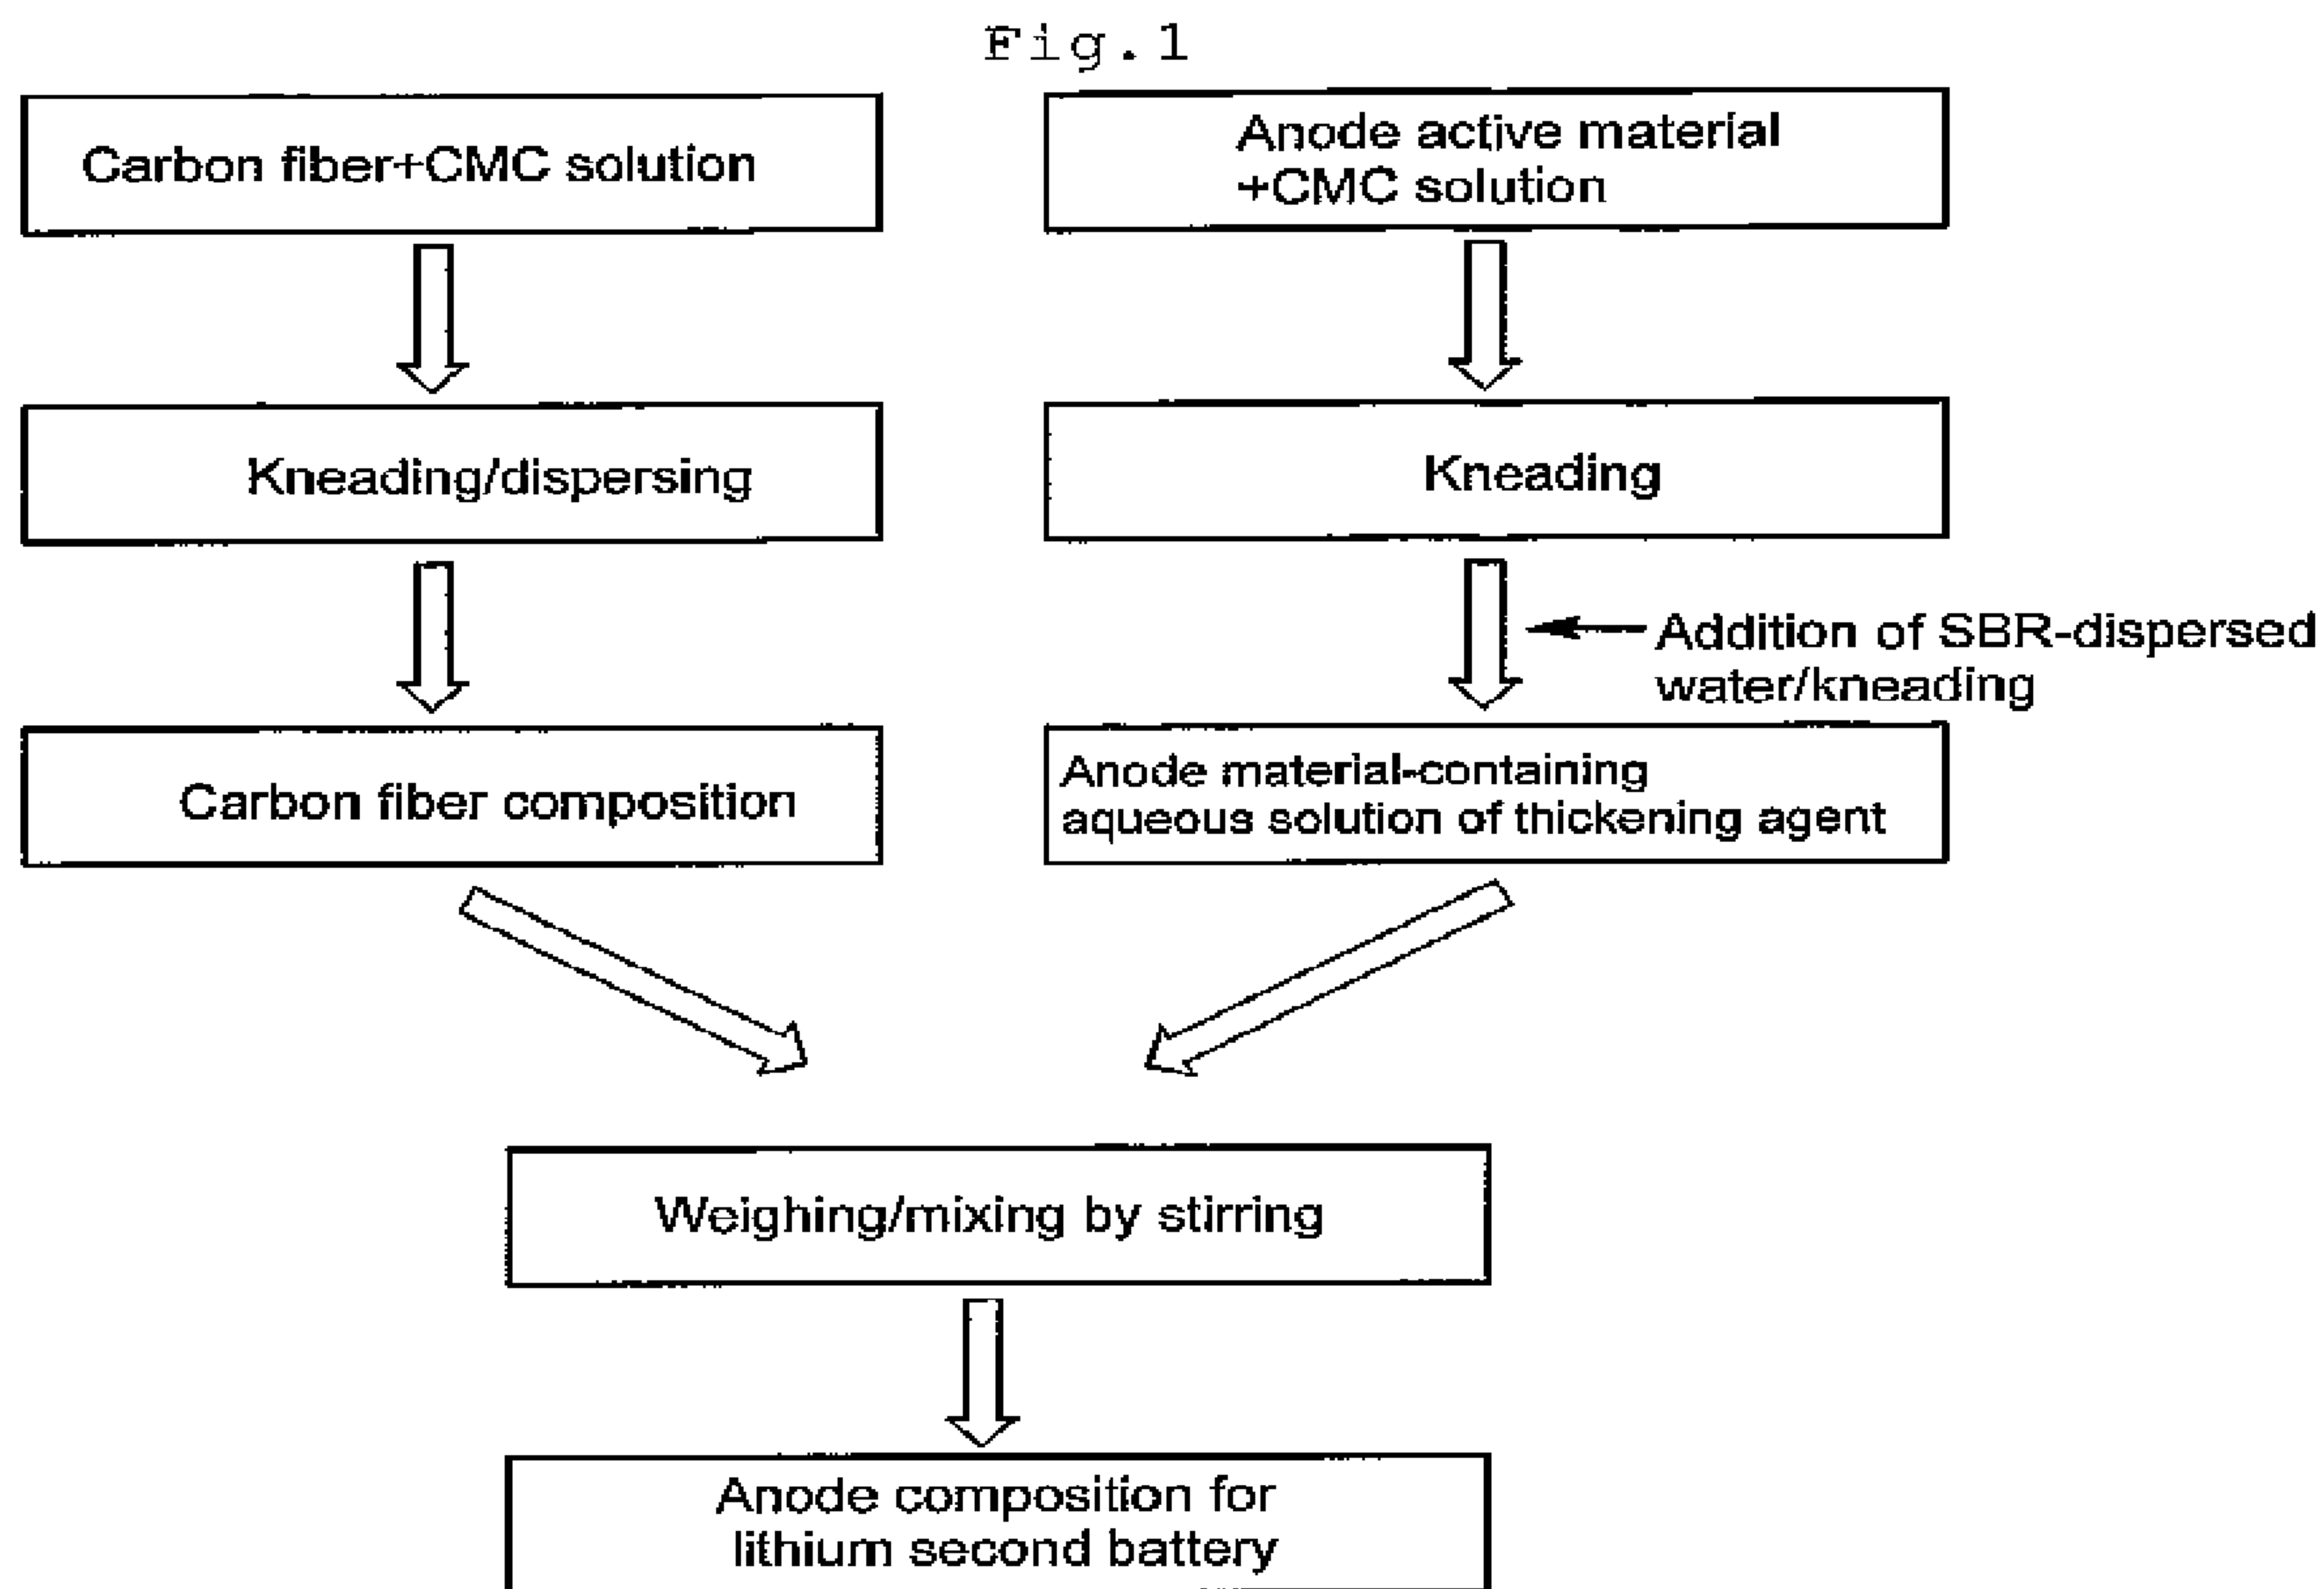 Fig.1
Carbon fiber+CMC solution
Anode active material
+CMC solution
Kneading/dispersing
Kneading
Addition of SBR-dispersed
water/kneading
Carbon fiber composition
Anode material-containing
aqueous solution of thickening agent
Weighing/mixing by stirring
Anode composition for
lithium second battery